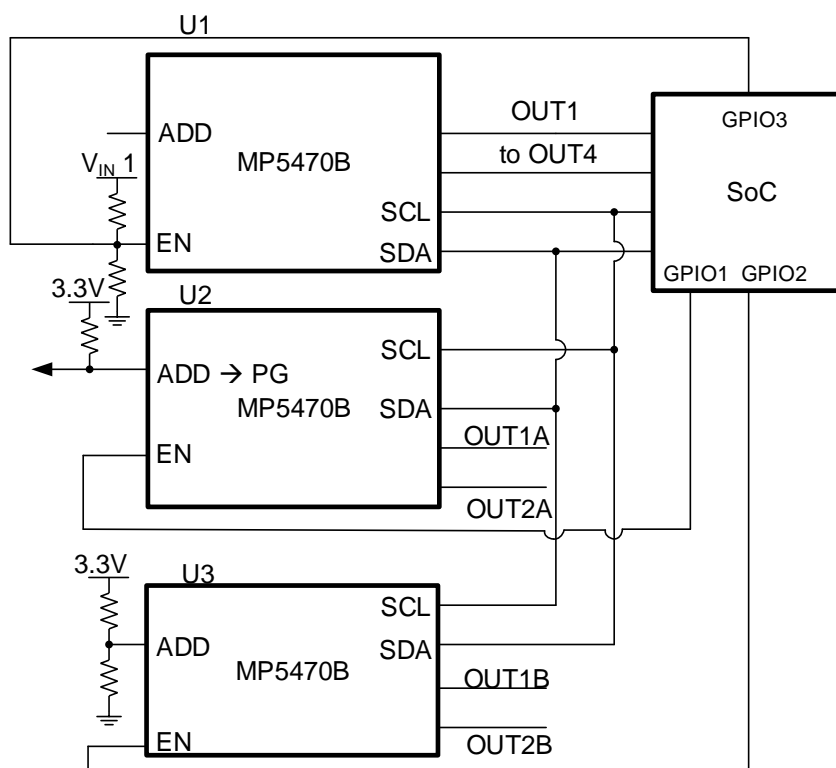 U1
OUT1
GPIO3
ADD
to OUT4
MP5470B
V_IN 1
SoC
SCL
EN
SDA
GPIO1 GPIO2
3.3V
U2
SCL
ADD → PG
MP5470B
SDA
OUT1A
EN
OUT2A
3.3V
U3
SCL
ADD
SDA
MP5470B
OUT1B
EN
OUT2B